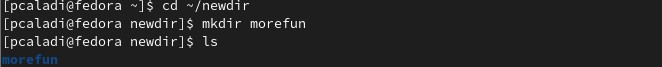 [pcaladi@fedora ~]$ cd ~/newdir
[pcaladi@fedora newdir]$ mkdir morefun
[pcaladi@fedora newdir]$ ls
morefun